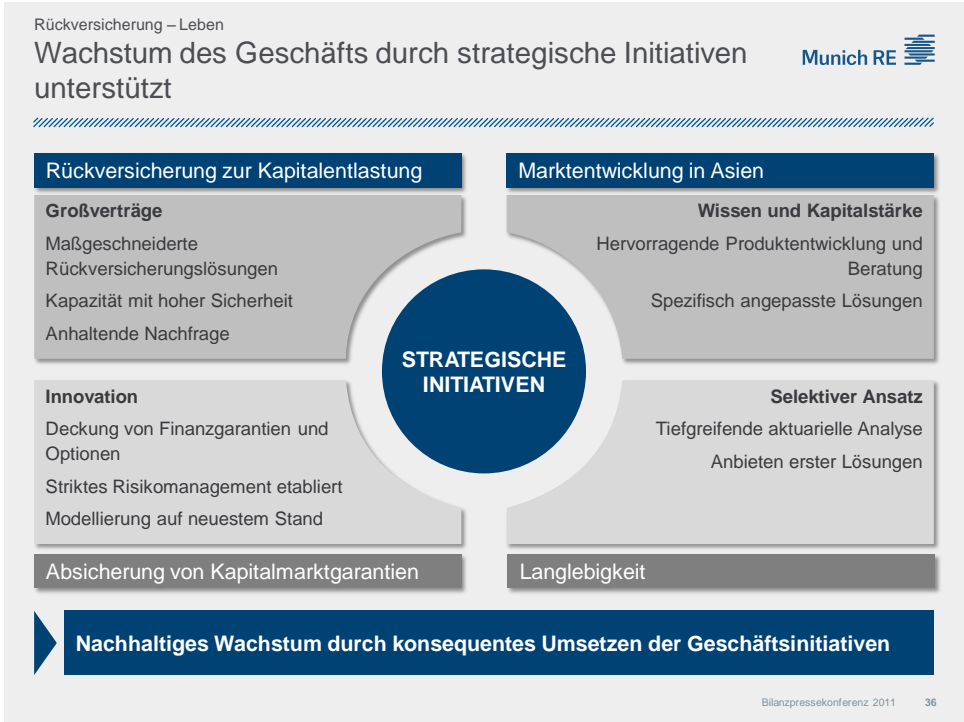 Rückversicherung – Leben
Wachstum des Geschäfts durch strategische Initiativen
unterstützt
Munich RE
Rückversicherung zur Kapitalentlastung
Großverträge
Maßgeschneiderte
Rückversicherungslösungen
Kapazität mit hoher Sicherheit
Anhaltende Nachfrage
Marktentwicklung in Asien
Wissen und Kapitalstärke
Hervorragende Produktentwicklung und
Beratung
Spezifisch angepasste Lösungen
STRATEGISCHE
INITIATIVEN
Innovation
Deckung von Finanzgarantien und
Optionen
Striktes Risikomanagement etabliert
Modellierung auf neuestem Stand
Absicherung von Kapitalmarktgarantien
Selektiver Ansatz
Tiefgreifende aktuarielle Analyse
Anbieten erster Lösungen
Langlebigkeit
Nachhaltiges Wachstum durch konsequentes Umsetzen der Geschäftsinitiativen
Bilanzpressekonferenz 2011 36